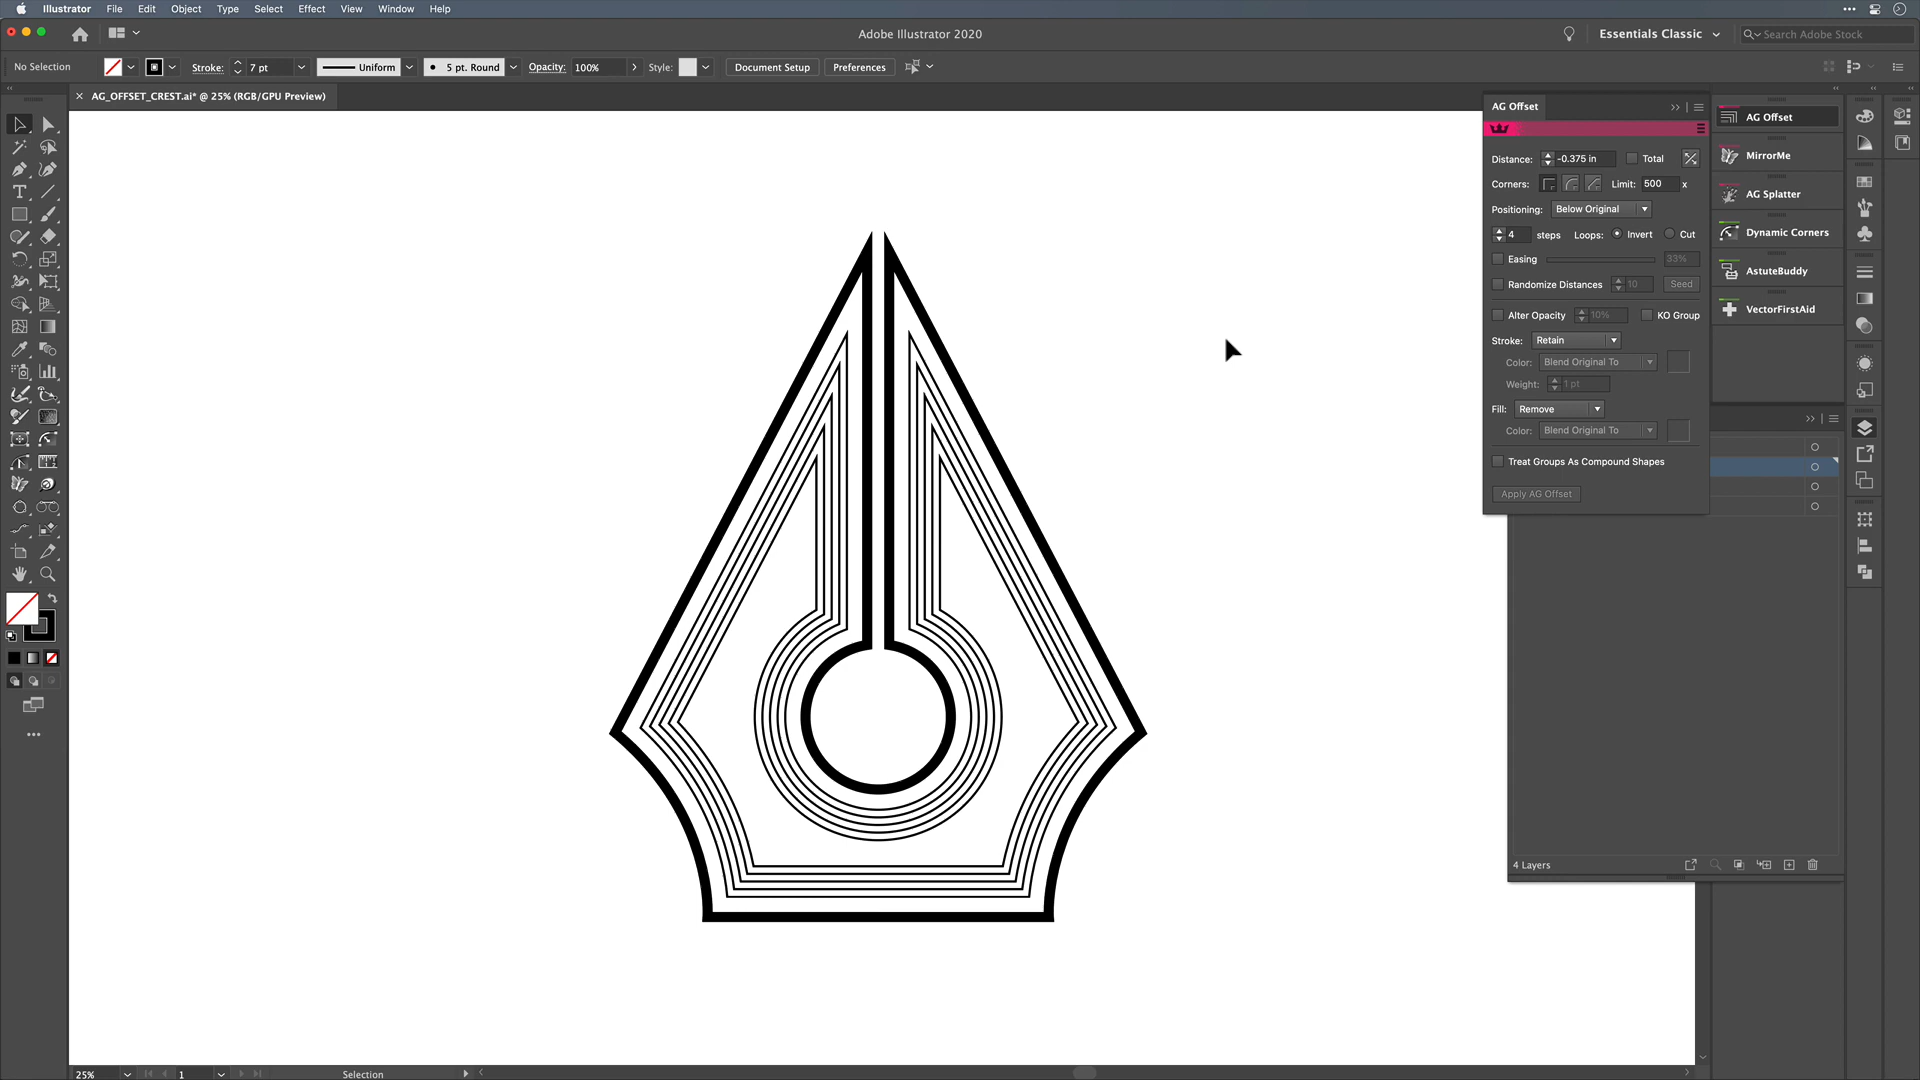 Illustrator File Edit Object Type Select Effect View Window Help
Adobe Illustrator 2020
Essentials Classic
Search Adobe Stock
No Selection
Stroke: 7 pt
Uniform
5 pt. Round
Opacity: 100%
Style:
Document Setup
Preferences
× AG_OFFSET_CREST.ai* @ 25% (RGB/GPU Preview)
AG Offset
Distance: -0.375 in Total
Corners: Limit: 500 x
Positioning: Below Original
4 steps Loops: Invert Cut
Easing 33%
Randomize Distances 10 Seed
Alter Opacity 10% KO Group
Stroke: Retain
Color: Blend Original To
Weight: 1 pt
Fill: Remove
Color: Blend Original To
Treat Groups As Compound Shapes
Apply AG Offset
AG Offset
MirrorMe
AG Splatter
Dynamic Corners
AstuteBuddy
VectorFirstAid
4 Layers
25% 1 Selection